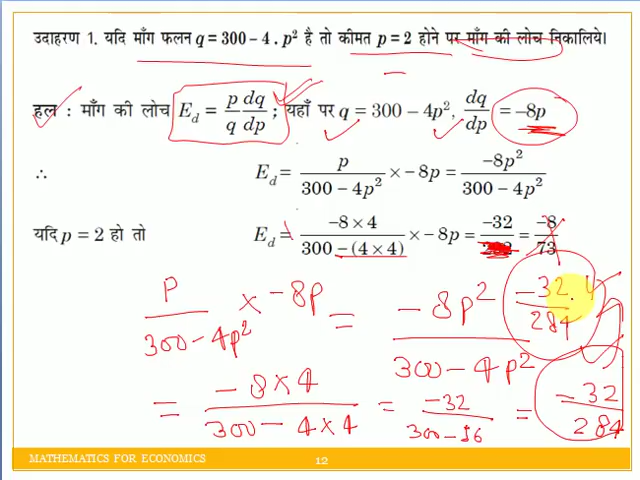 उदाहरण 1. यदि माँग फलन q = 300 – 4 . p² है तो कीमत p = 2 होने पर माँग की लोच निकालिये।
हल : माँग की लोच E_d = p/q dq/dp ; यहाँ पर q = 300 – 4p², dq/dp = –8p
∴ E_d = p/(300 – 4p²) × –8p = –8p²/(300 – 4p²)
यदि p = 2 हो तो E_d = (–8 × 4)/(300 – (4 × 4)) × –8p = –32/ = –8/73
P/(300 – 4p²) × –8p = –8p²/(300 – 4p²) –32/284
= (–8 × 4)/(300 – 4 × 4) = –32/(300 – 16) = –32/284
MATHEMATICS FOR ECONOMICS 12